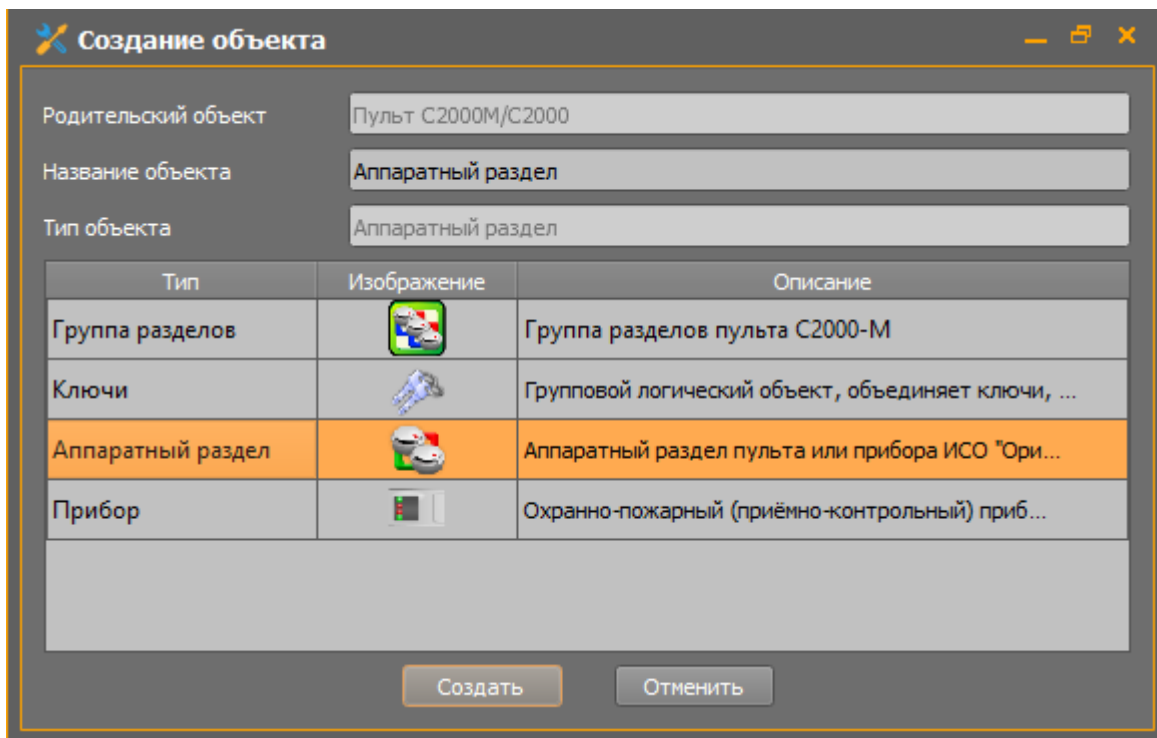 Создание объекта
Родительский объект Пульт С2000М/С2000
Название объекта Аппаратный раздел
Тип объекта Аппаратный раздел
Тип Изображение Описание
Группа разделов Группа разделов пульта С2000-М
Ключи Групповой логический объект, объединяет ключи, ...
Аппаратный раздел Аппаратный раздел пульта или прибора ИСО "Ори...
Прибор Охранно-пожарный (приёмно-контрольный) приб...
Создать Отменить